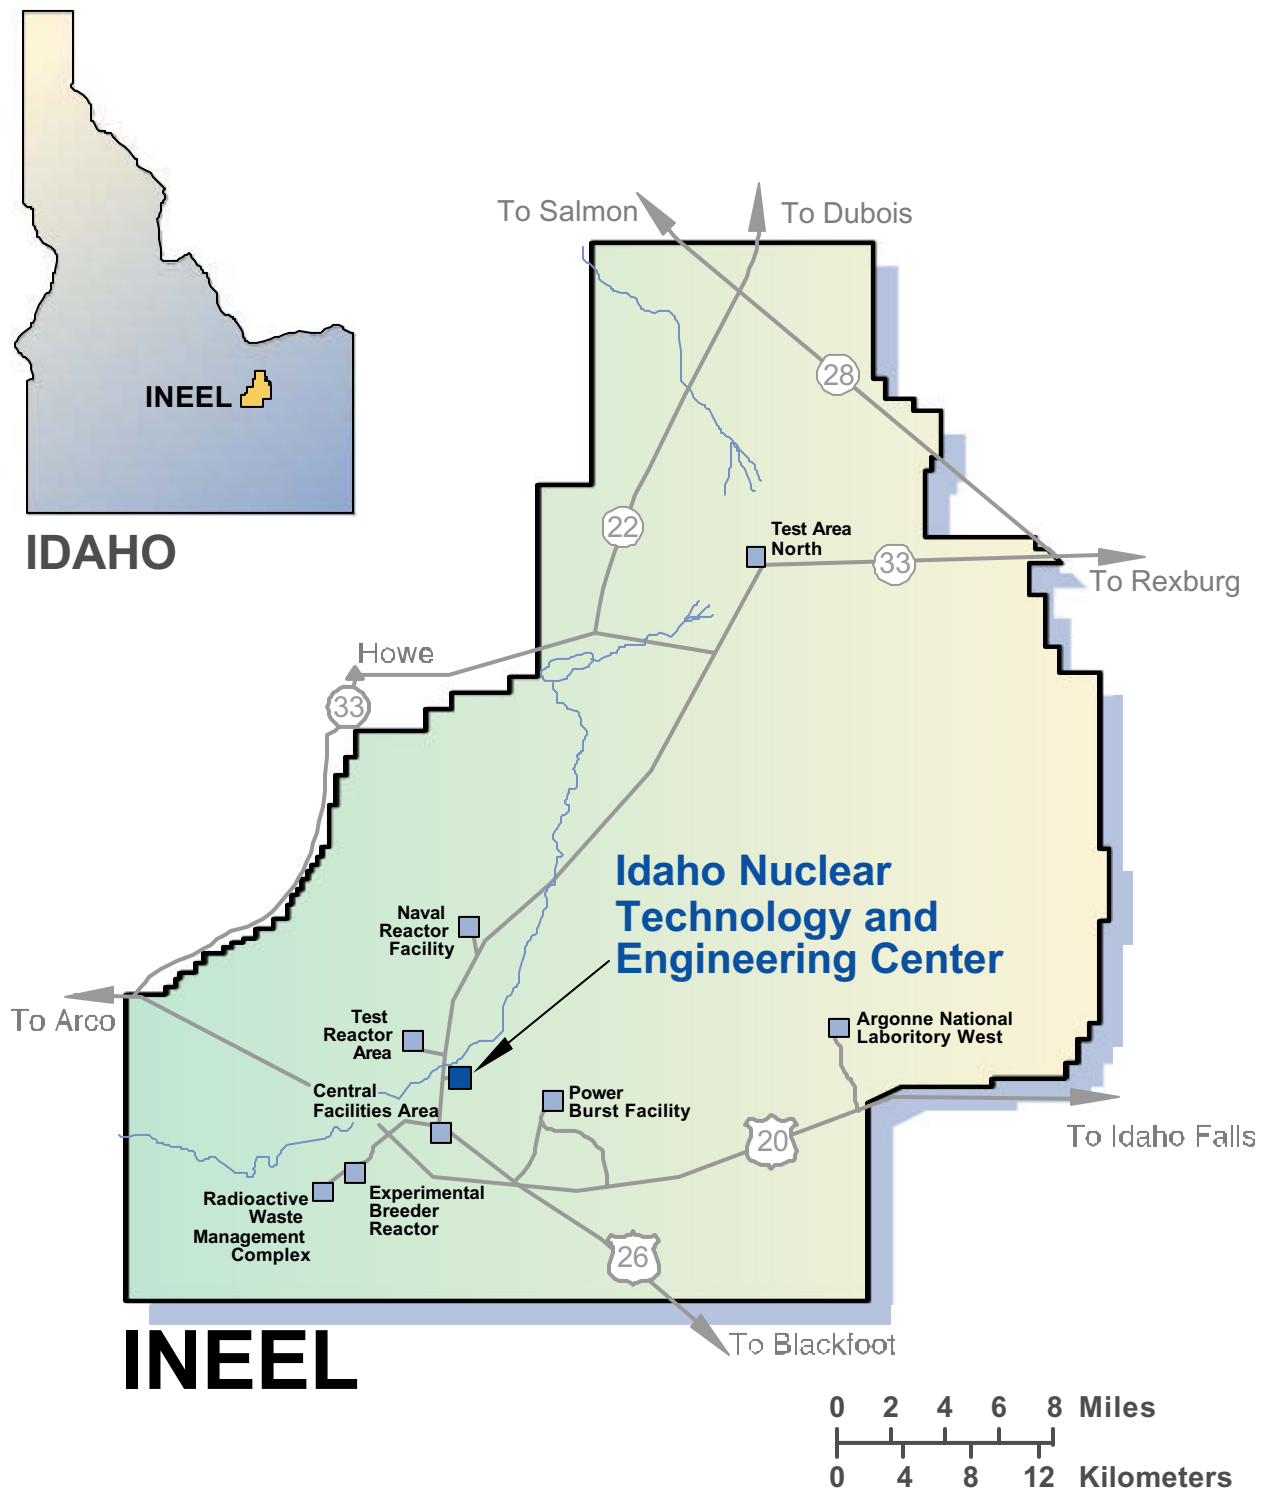 To Salmon
To Dubois
28
INEEL
IDAHO
22
Test Area
North
33
To Rexburg
Howe
33
Idaho Nuclear
Technology and
Engineering Center
Naval
Reactor
Facility
To Arco
Test
Reactor
Area
Argonne National
Laboritory West
Central
Facilities Area
Power
Burst Facility
20
To Idaho Falls
Radioactive
Waste
Management
Complex
Experimental
Breeder
Reactor
26
To Blackfoot
INEEL
0 2 4 6 8 Miles
0 4 8 12 Kilometers